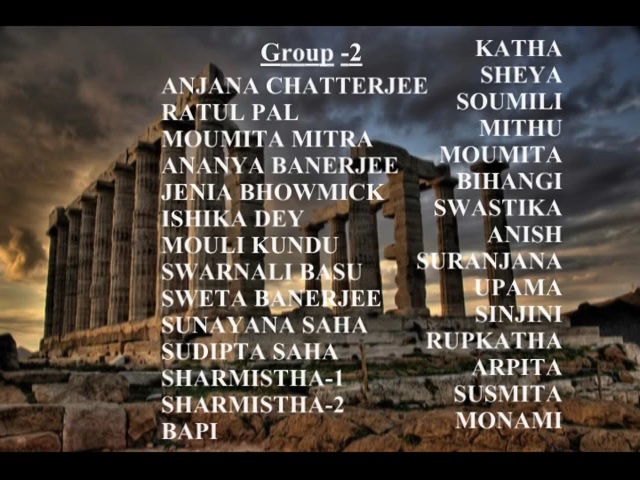 Group -2
ANJANA CHATTERJEE
RATUL PAL
MOUMITA MITRA
ANANYA BANERJEE
JENIA BHOWMICK
ISHIKA DEY
MOULI KUNDU
SWARNALI BASU
SWETA BANERJEE
SUNAYANA SAHA
SUDIPTA SAHA
SHARMISTHA-1
SHARMISTHA-2
BAPI
KATHA
SHEYA
SOUMILI
MITHU
MOUMITA
BIHANGI
SWASTIKA
ANISH
SURANJANA
UPAMA
SINJINI
RUPKATHA
ARPITA
SUSMITA
MONAMI